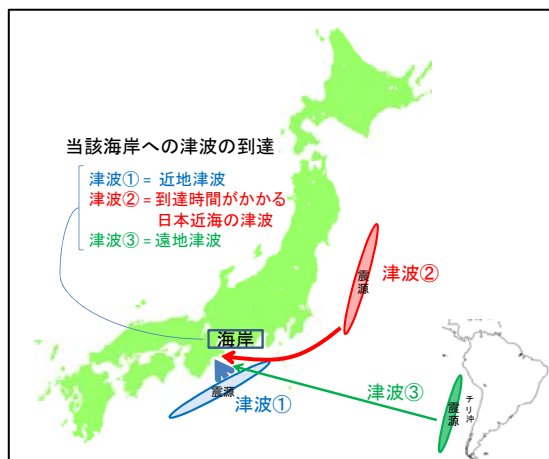 当該海岸への津波の到達
津波①= 近地津波
津波②= 到達時間がかかる
日本近海の津波
津波③= 遠地津波
震源
津波②
海岸
震源
津波①
津波③
震源
チリ沖